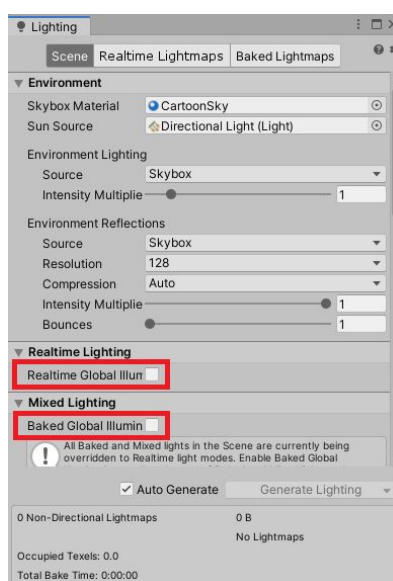 Lighting
Scene Realtime Lightmaps Baked Lightmaps
Environment
Skybox Material CartoonSky
Sun Source Directional Light (Light)
Environment Lighting
Source Skybox
Intensity Multiplie 1
Environment Reflections
Source Skybox
Resolution 128
Compression Auto
Intensity Multiplie 1
Bounces 1
Realtime Lighting
Realtime Global Illum
Mixed Lighting
Baked Global Illumin
All Baked and Mixed lights in the Scene are currently being
overridden to Realtime light modes. Enable Baked Global
Auto Generate Generate Lighting
0 Non-Directional Lightmaps 0 B
No Lightmaps
Occupied Texels: 0.0
Total Bake Time: 0:00:00